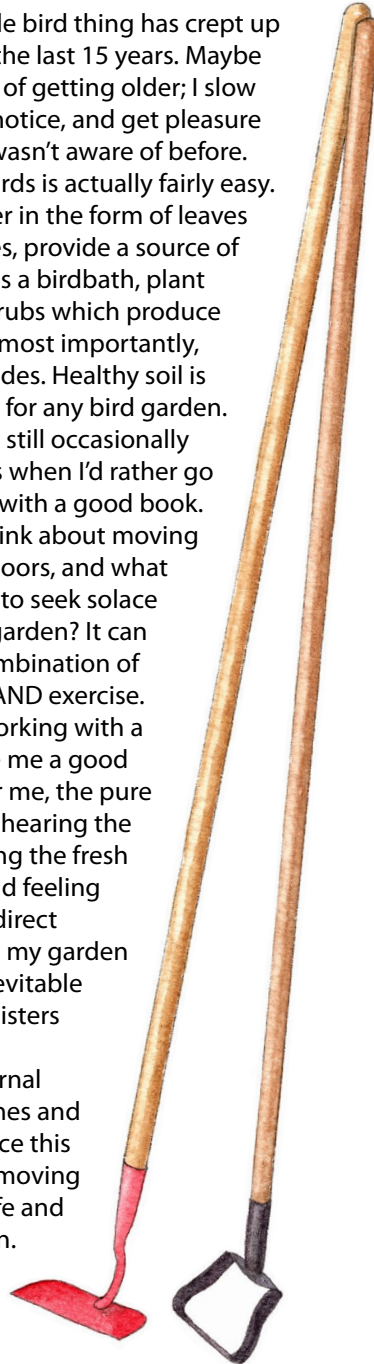 le bird thing has crept up
the last 15 years. Maybe
of getting older; I slow
notice, and get pleasure
wasn’t aware of before.
rds is actually fairly easy.
er in the form of leaves
es, provide a source of
s a birdbath, plant
rubs which produce
most importantly,
des. Healthy soil is
for any bird garden.
still occasionally
s when I’d rather go
with a good book.
ink about moving
oors, and what
to seek solace
garden? It can
mbination of
AND exercise.
orking with a
e me a good
r me, the pure
hearing the
ng the fresh
d feeling
direct
my garden
evitable
isters
rnal
nes and
ce this
moving
fe and
n.